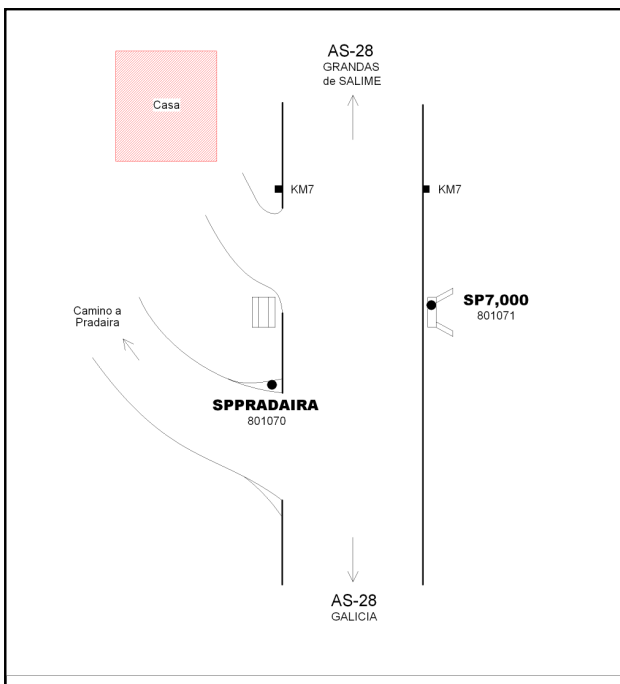 AS-28
GRANDAS
de SALIME
Casa
KM7
KM7
SP7,000
801071
Camino a
Pradaira
SPPRADAIRA
801070
AS-28
GALICIA